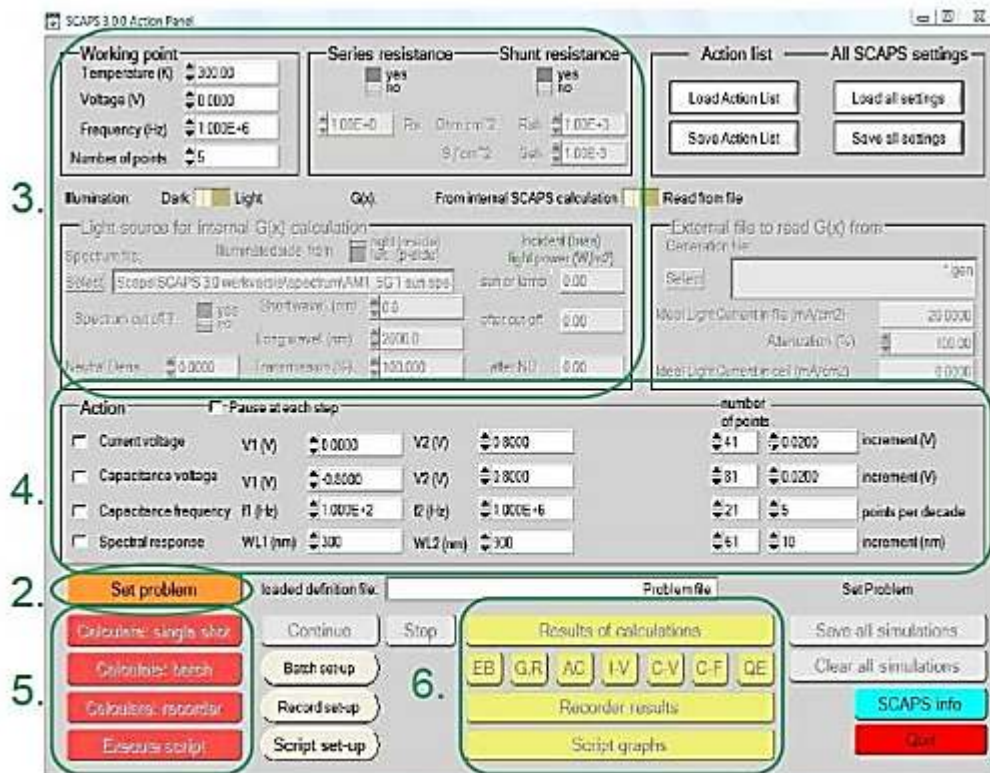 SCAPS 3.0.0 Action Panel
Working point
Temperature (K) 300.00
Voltage (V) 0.0000
Frequency (Hz) 1.000E+6
Number of points 5
Series resistance Shunt resistance
yes yes
no no
1.00E+0 Rs Ohm.cm^2 Rsh 1.00E+3
S/cm^2 Gsh 1.00E-3
Action list All SCAPS settings
Load Action List Load all settings
Save Action List Save all settings
3.
Illumination: Dark Light G(x): From internal SCAPS calculation Read from file
Light source for internal G(x) calculation
Spectrum file: Illuminated side: from right
left (p-side)
Incident
light power (W/m2)
Select sun or lamp 0.00
Spectrum cut off? yes
no
Shortwavel. (nm) 0.0
after cut off 0.00
Longwavel. (nm) 2000.0
Neutral Dens. 0.0000 Transmission (%) 100.000 after ND 0.00
External file to read G(x) from
Generation file:
Select *.gen
Ideal Light Current in file (mA/cm2) 20.0000
Attenuation (%) 100.00
Ideal Light Current in cell (mA/cm2) 0.0000
4.
Action Pause at each step number
of points
Current voltage V1 (V) 0.0000 V2 (V) 0.8000 41 0.0200 increment (V)
Capacitance voltage V1 (V) -0.8000 V2 (V) 0.8000 81 0.0200 increment (V)
Capacitance frequency f1 (Hz) 1.000E+2 f2 (Hz) 1.000E+6 21 5 points per decade
Spectral response WL1 (nm) 300 WL2 (nm) 900 61 10 increment (nm)
2.
Set problem loaded definition file: Problem file Set Problem
5.
Calculate: single shot Continue Stop Results of calculations Save all simulations
Calculate: batch Batch set-up 6. EB G,R AC I-V C-V C-F QE Clear all simulations
Calculate: recorder Record set-up Recorder results SCAPS info
Execute script Script set-up Script graphs Quit